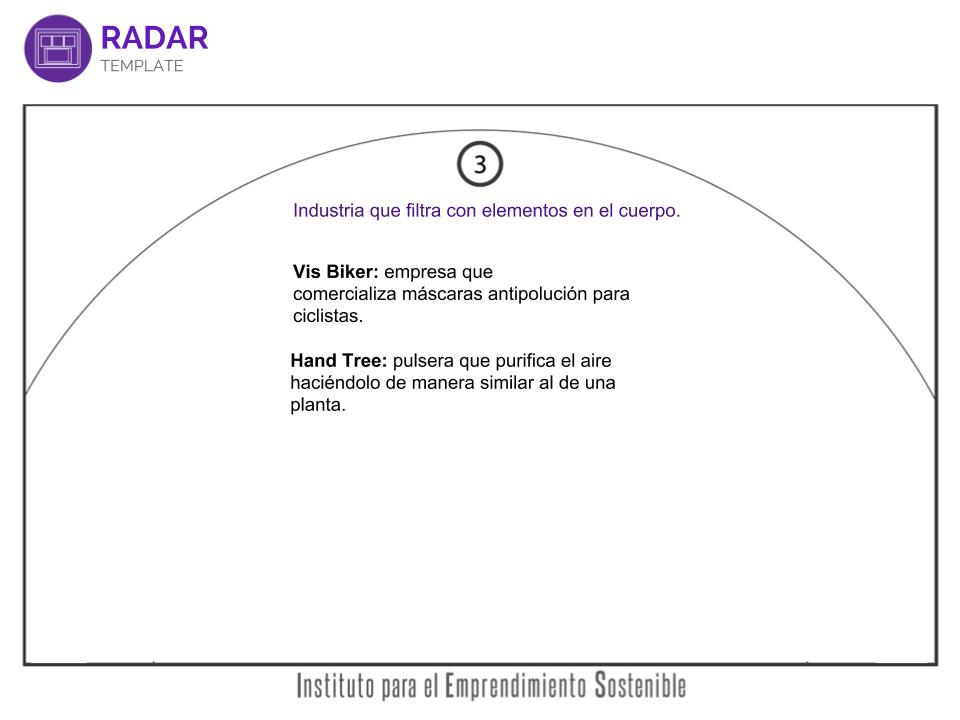 RADAR
TEMPLATE
3
Industria que filtra con elementos en el cuerpo.
Vis Biker: empresa que
comercializa máscaras antipolución para
ciclistas.
Hand Tree: pulsera que purifica el aire
haciéndolo de manera similar al de una
planta.
Instituto para el Emprendimiento Sostenible